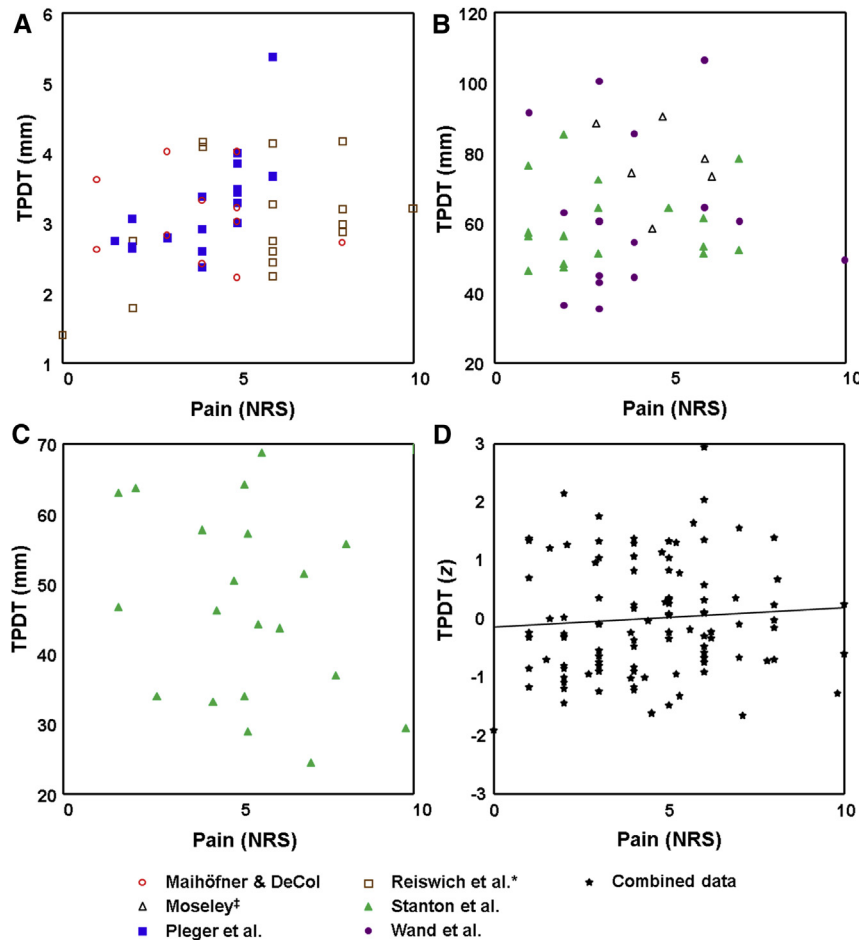 A
6
5
4
3
2
1
TPDT (mm)
0
5
10
Pain (NRS)
B
120
100
80
60
40
20
TPDT (mm)
0
5
10
Pain (NRS)
C
70
60
50
40
30
20
TPDT (mm)
0
5
10
Pain (NRS)
D
3
2
1
0
-1
-2
-3
TPDT (z)
0
5
10
Pain (NRS)
Maihöfner & DeCol
Moseley‡
Pleger et al.
Reiswich et al.*
Stanton et al.
Wand et al.
Combined data